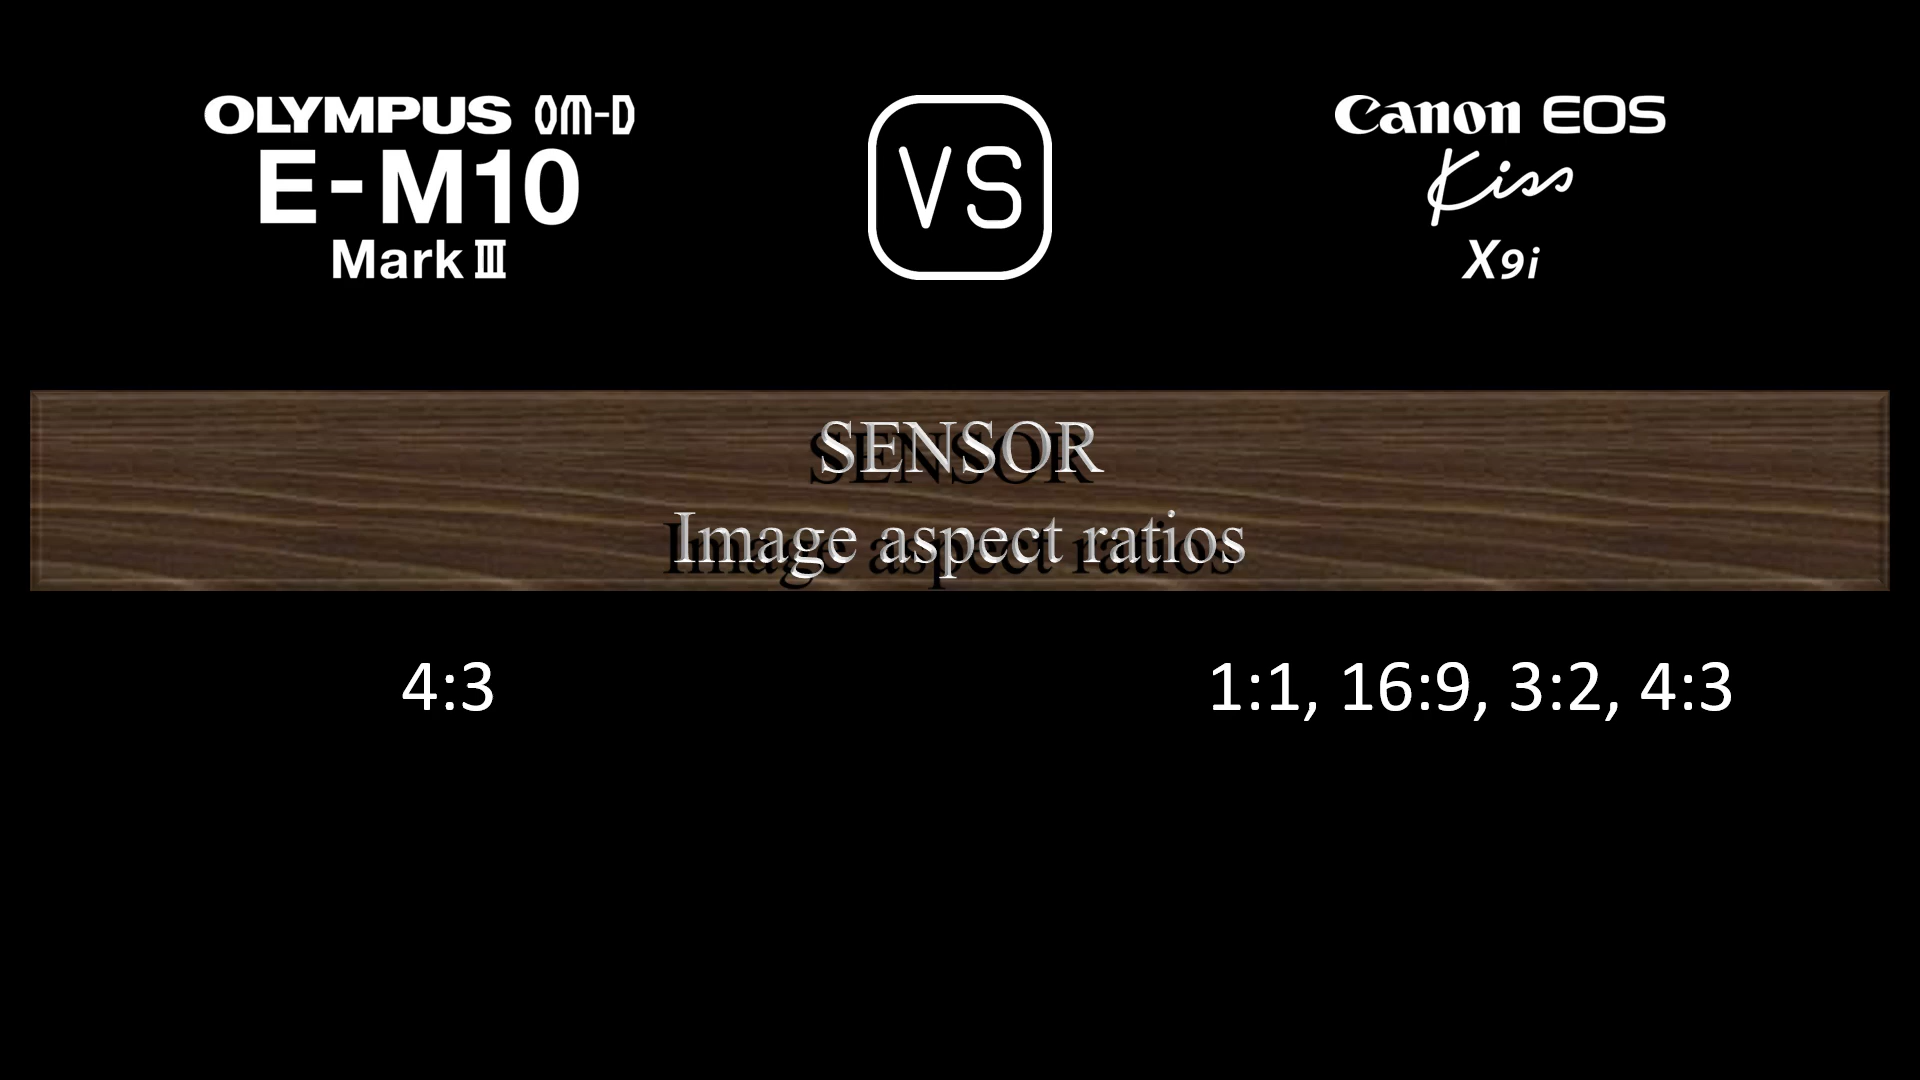 OLYMPUS OM-D
E-M10
Mark III
VS
Canon EOS
Kiss
X9i
SENSOR
Image aspect ratios
4:3
1:1, 16:9, 3:2, 4:3